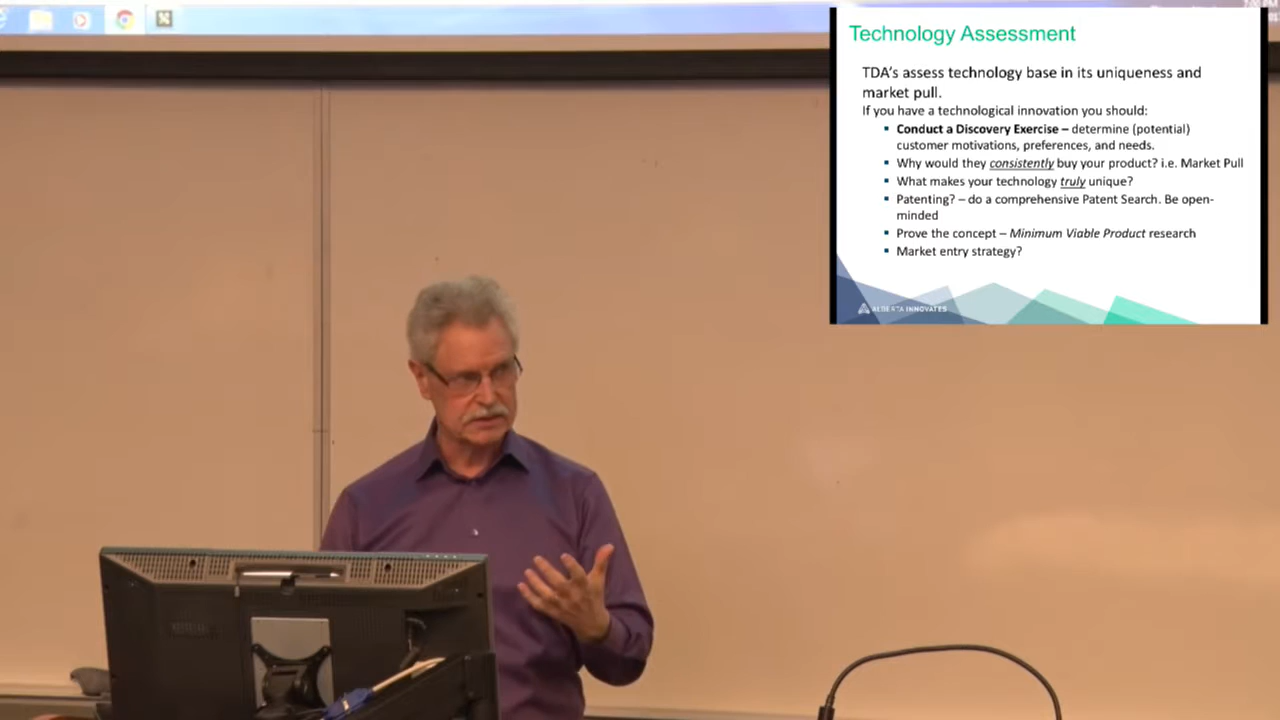 Technology Assessment
TDA's assess technology base in its uniqueness and
market pull.
If you have a technological innovation you should:
Conduct a Discovery Exercise – determine (potential)
customer motivations, preferences, and needs.
Why would they consistently buy your product? i.e. Market Pull
What makes your technology truly unique?
Patenting? – do a comprehensive Patent Search. Be open-
minded
Prove the concept – Minimum Viable Product research
Market entry strategy?
ALBERTA INNOVATES